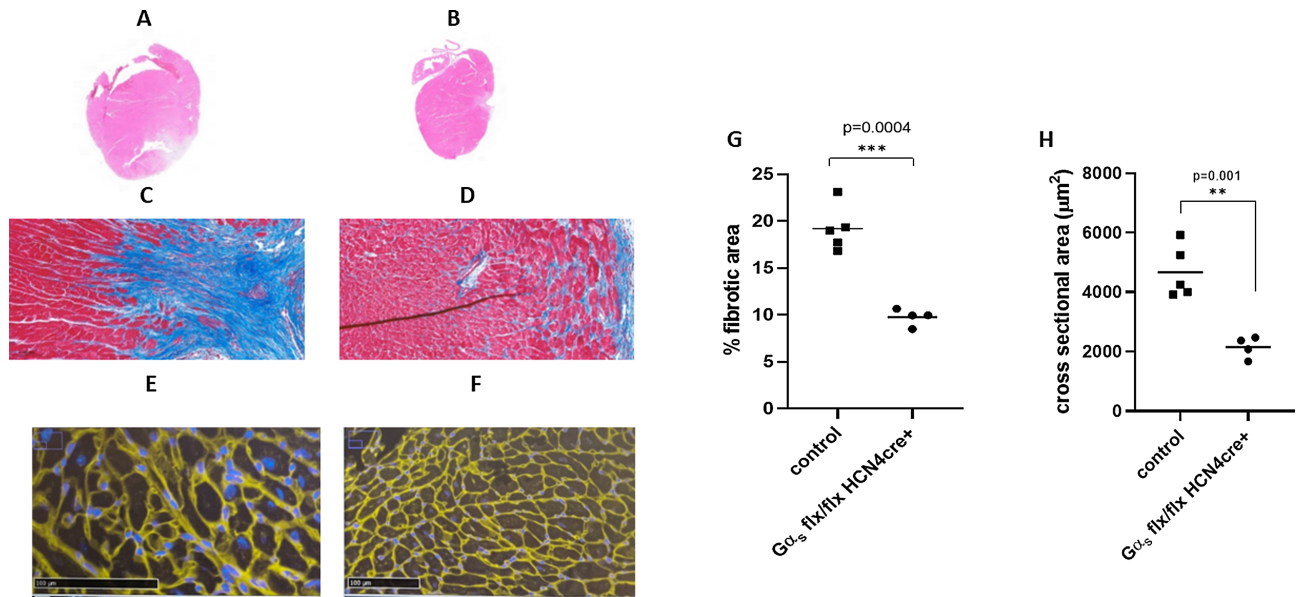 A
B
C
D
E
F
100 µm
100 µm
G
p=0.0004
***
% fibrotic area
25
20
15
10
5
0
control
Gαs flx/flx HCN4cre+
H
p=0.001
**
cross sectional area (µm²)
8000
6000
4000
2000
0
control
Gαs flx/flx HCN4cre+